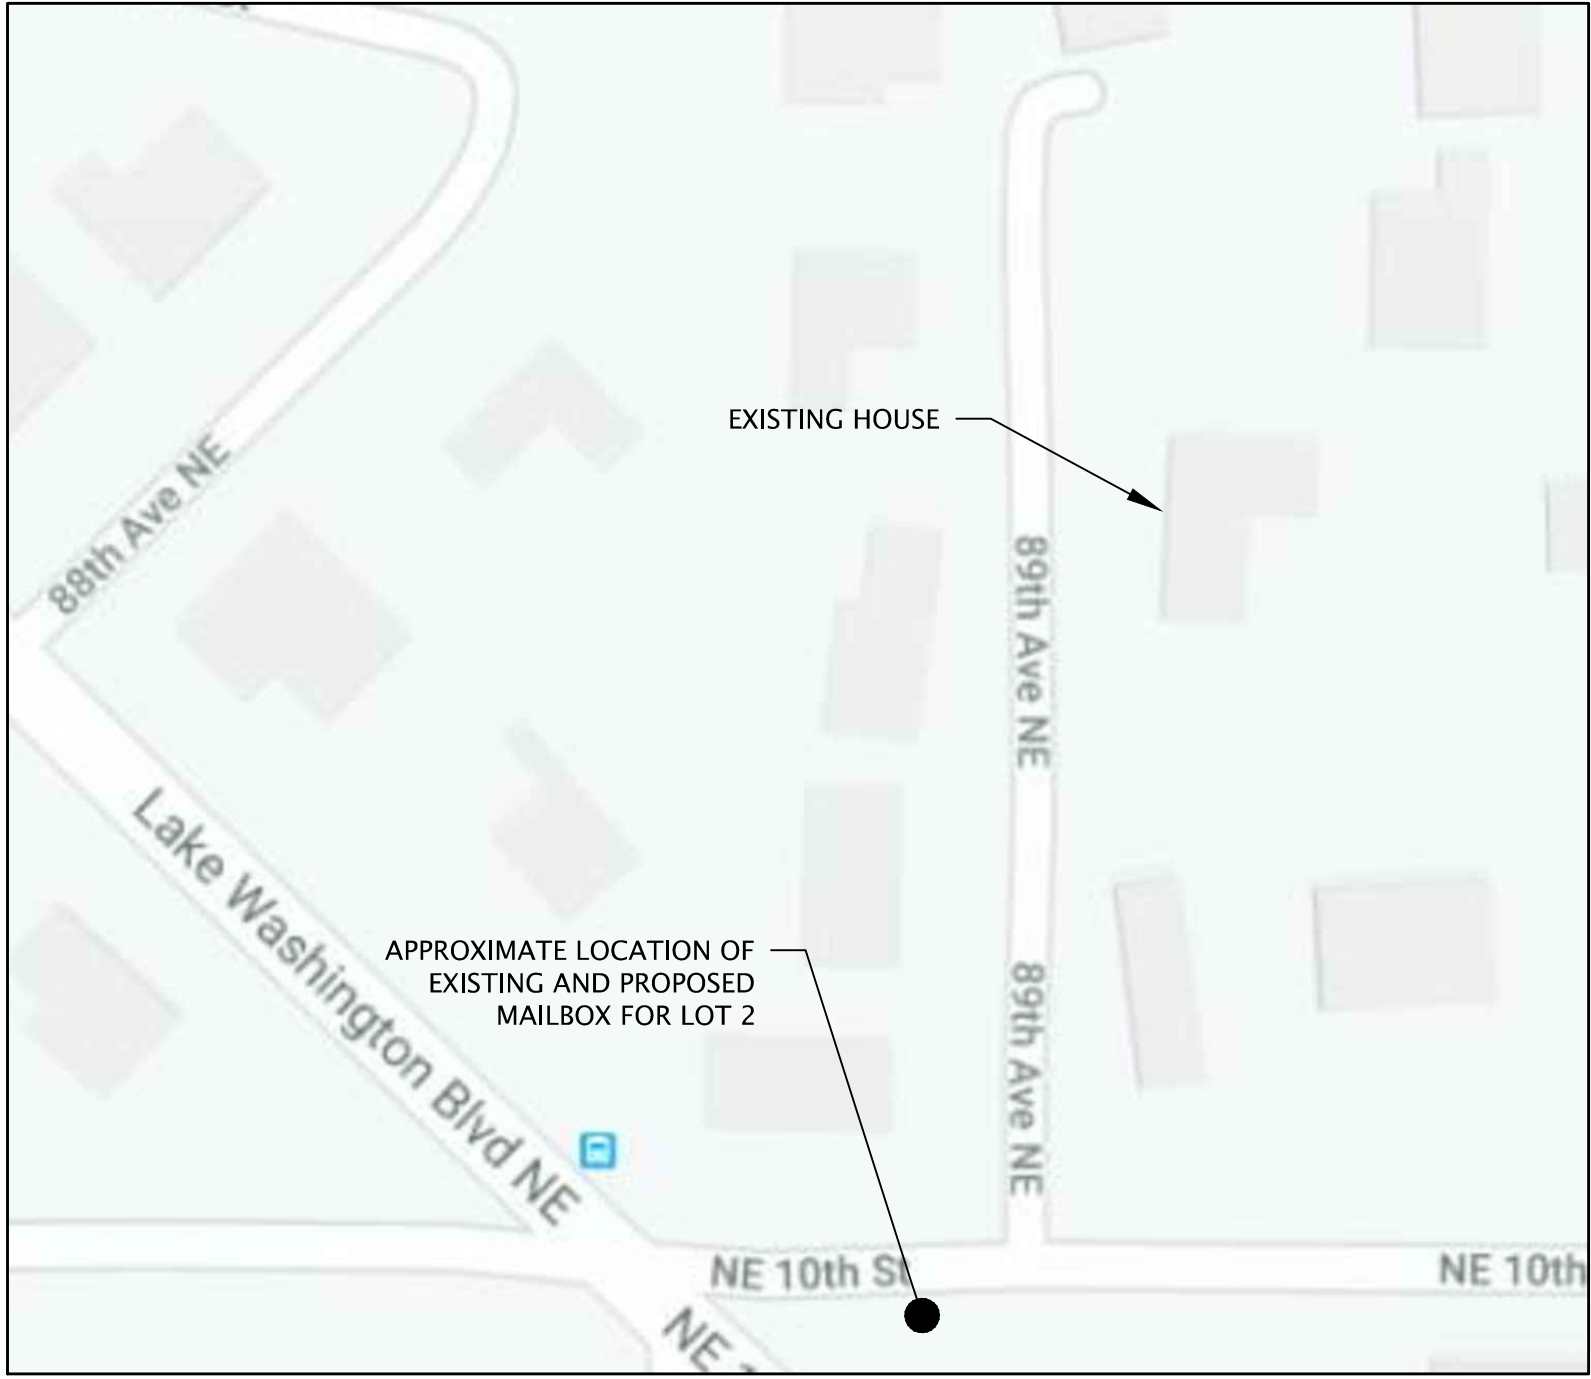 EXISTING HOUSE
88th Ave NE
89th Ave NE
Lake Washington Blvd NE
APPROXIMATE LOCATION OF
EXISTING AND PROPOSED
MAILBOX FOR LOT 2
89th Ave NE
NE 10th St
NE 10th
NE